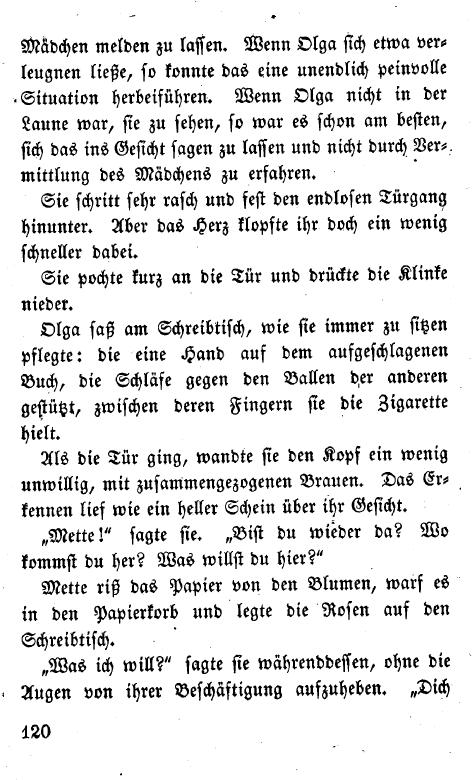 Mädchen melden zu lassen. Wenn Olga sich etwa ver-
leugnen ließe, so konnte das eine unendlich peinvolle
Situation herbeiführen. Wenn Olga nicht in der
Laune war, sie zu sehen, so war es schon am besten,
sich das ins Gesicht sagen zu lassen und nicht durch Ver-
mittlung des Mädchens zu erfahren.
Sie schritt sehr rasch und fest den endlosen Türgang
hinunter. Aber das Herz klopfte ihr doch ein wenig
schneller dabei.
Sie pochte kurz an die Tür und drückte die Klinke
nieder.
Olga saß am Schreibtisch, wie sie immer zu sitzen
pflegte: die eine Hand auf dem aufgeschlagenen
Buch, die Schläfe gegen den Ballen der anderen
gestützt, zwischen deren Fingern sie die Zigarette
hielt.
Als die Tür ging, wandte sie den Kopf ein wenig
unwillig, mit zusammengezogenen Brauen. Das Er-
kennen lief wie ein heller Schein über ihr Gesicht.
„Mette!“ sagte sie. „Bist du wieder da? Wo
kommst du her? Was willst du hier?“
Mette riß das Papier von den Blumen, warf es
in den Papierkorb und legte die Rosen auf den
Schreibtisch.
„Was ich will?“ sagte sie währenddessen, ohne die
Augen von ihrer Beschäftigung aufzuheben. „Dich
120